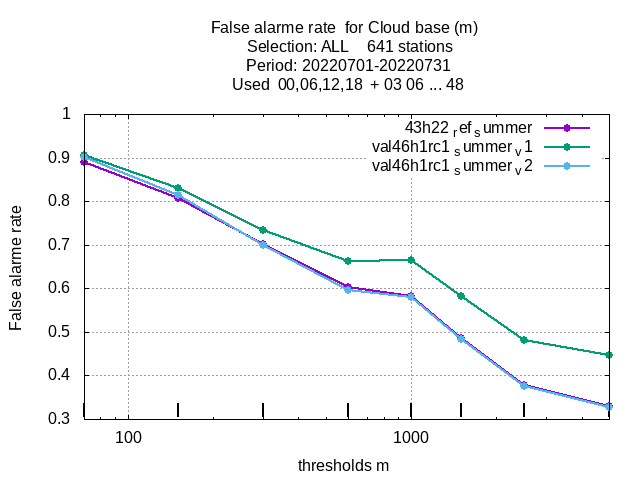 False alarme rate  for Cloud base (m)
Selection: ALL    641 stations
Period: 20220701-20220731
Used  00,06,12,18  + 03 06 ... 48
1
0.9
0.8
0.7
0.6
0.5
0.4
0.3
False alarme rate
43h22 ref summer
val46h1rc1 summer v1
val46h1rc1 summer v2
100
1000
thresholds m